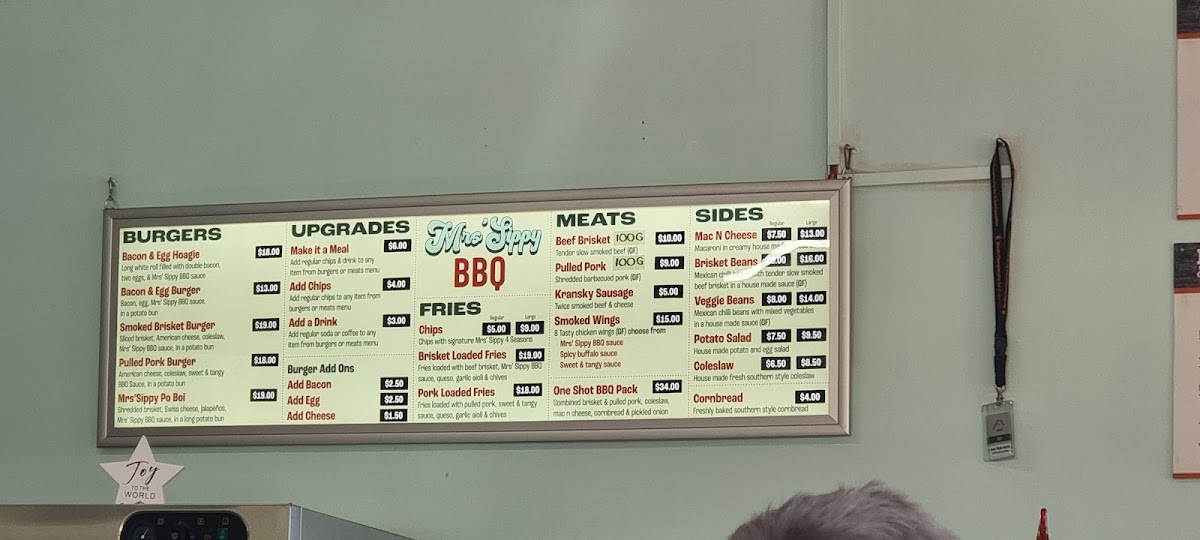 BURGERS
Bacon & Egg Hoagie $18.00
Long white roll filled with double bacon,
two eggs, & Mrs' Sippy BBQ sauce
Bacon & Egg Burger $13.00
Bacon, egg, Mrs' Sippy BBQ sauce,
in a potato bun
Smoked Brisket Burger $19.00
Sliced brisket, American cheese, coleslaw,
Mrs' Sippy BBQ sauce, in a potato bun
Pulled Pork Burger $18.00
American cheese, coleslaw, sweet & tangy
BBQ Sauce, in a potato bun
Mrs'Sippy Po Boi $19.00
Shredded brisket, Swiss cheese, jalapeños,
Mrs' Sippy BBQ sauce, in a long potato bun
UPGRADES
Make it a Meal $6.00
Add regular chips & drink to any
item from burgers or meats menu
Add Chips $4.00
Add regular chips to any item from
burgers or meats menu
Add a Drink $3.00
Add regular soda or coffee to any
item from burgers or meats menu
Burger Add Ons
Add Bacon $2.50
Add Egg $2.50
Add Cheese $1.50
Mrs' Sippy
BBQ
FRIES
Regular Large
Chips $5.00 $9.00
Chips with signature Mrs' Sippy 4 Seasons
Brisket Loaded Fries $19.00
Fries loaded with beef brisket, Mrs' Sippy BBQ
sauce, queso, garlic aioli & chives
Pork Loaded Fries $18.00
Fries loaded with pulled pork, sweet & tangy
sauce, queso, garlic aioli & chives
MEATS
Beef Brisket 100G $10.00
Tender slow smoked beef (GF)
Pulled Pork 100G $9.00
Shredded barbecued pork (GF)
Kransky Sausage $5.00
Twice smoked beef & cheese
Smoked Wings $15.00
8 Tasty chicken wings (GF) choose from
Mrs' Sippy BBQ sauce
Spicy buffalo sauce
Sweet & tangy sauce
One Shot BBQ Pack $34.00
Combined brisket & pulled pork, coleslaw,
mac n cheese, cornbread & pickled onion
SIDES
Regular Large
Mac N Cheese $7.50 $13.00
Macaroni in creamy house
Brisket Beans $16.00
Mexican chilli with tender slow smoked
beef brisket in a house made sauce (GF)
Veggie Beans $8.00 $14.00
Mexican chilli beans with mixed vegetables
in a house made sauce (GF)
Potato Salad $7.50 $9.50
House made potato and egg salad
Coleslaw $6.50 $8.50
House made fresh southern style coleslaw
Cornbread $4.00
Freshly baked southern style cornbread
Joy
TO THE
WORLD